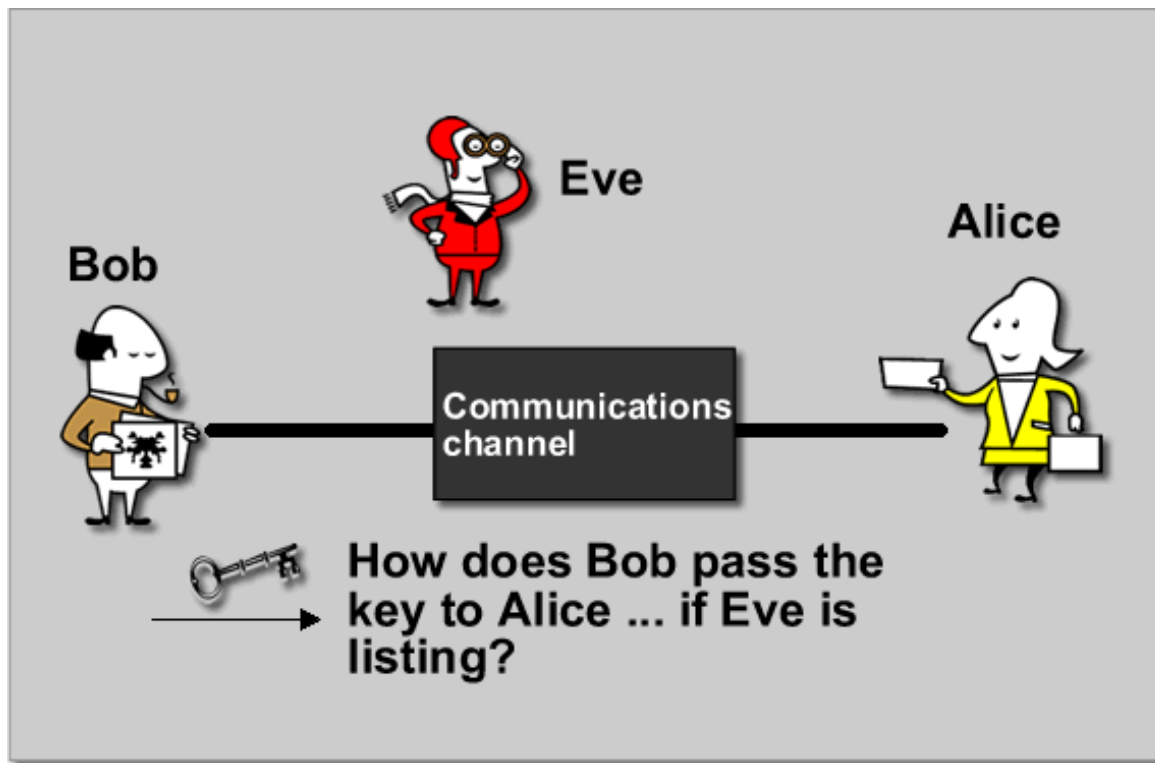 Eve
Alice
Bob
Communications
channel
How does Bob pass the
key to Alice ... if Eve is
listing?